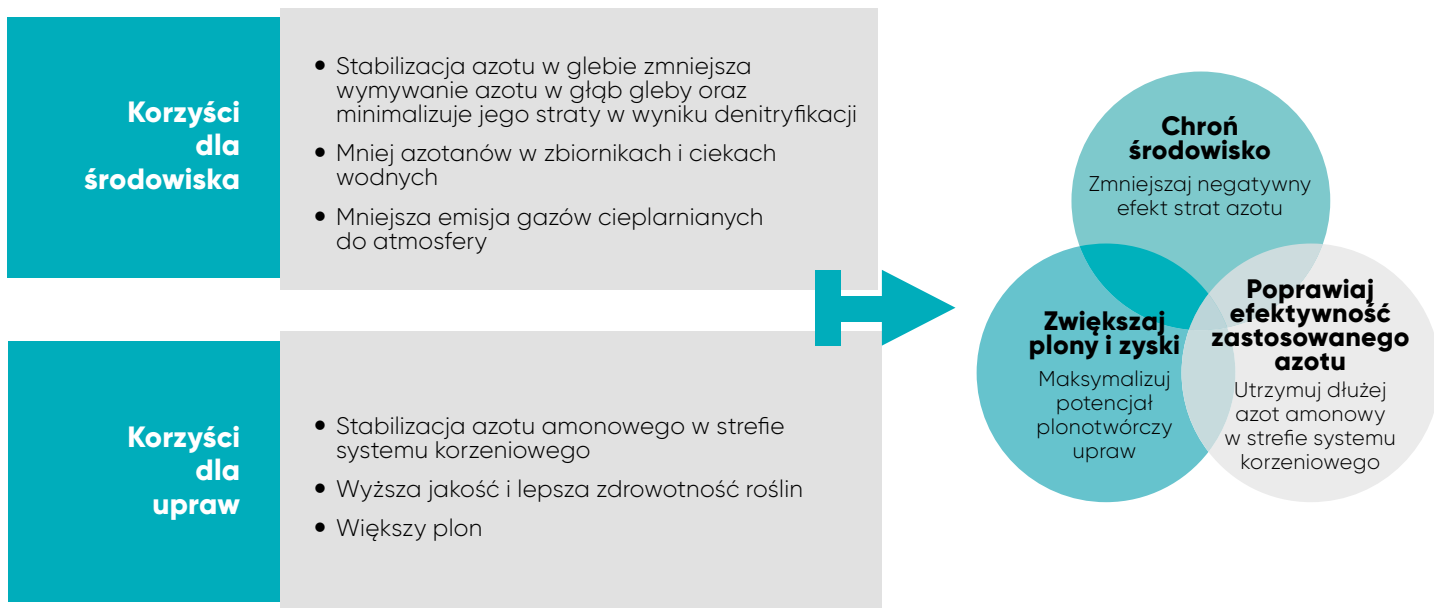 Korzyści
dla
środowiska
• Stabilizacja azotu w glebie zmniejsza
wymywanie azotu w głąb gleby oraz
minimalizuje jego straty w wyniku denitryfikacji
• Mniej azotanów w zbiornikach i ciekach
wodnych
• Mniejsza emisja gazów cieplarnianych
do atmosfery
Korzyści
dla
upraw
• Stabilizacja azotu amonowego w strefie
systemu korzeniowego
• Wyższa jakość i lepsza zdrowotność roślin
• Większy plon
Chroń
środowisko
Zmniejszaj negatywny
efekt strat azotu
Zwiększaj
plony i zyski
Maksymalizuj
potencjał
plonotwórczy
upraw
Poprawiaj
efektywność
zastosowanego
azotu
Utrzymuj dłużej
azot amonowy
w strefie systemu
korzeniowego